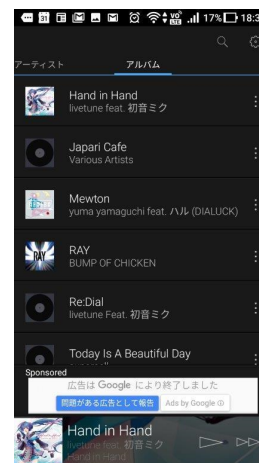 31 Vo) LTE 17% 18:3
アーティスト アルバム
Hand in Hand
livetune feat. 初音ミク
Japari Cafe
Various Artists
Mewton
yuma yamaguchi feat. ハル (DIALUCK)
RAY
RAY
BUMP OF CHICKEN
Re:Dial
livetune Feat. 初音ミク
Today Is A Beautiful Day
Sponsored
広告は Google により終了しました
問題がある広告として報告 Ads by Google
Hand in Hand
livetune feat. 初音ミク
Hand in Hand